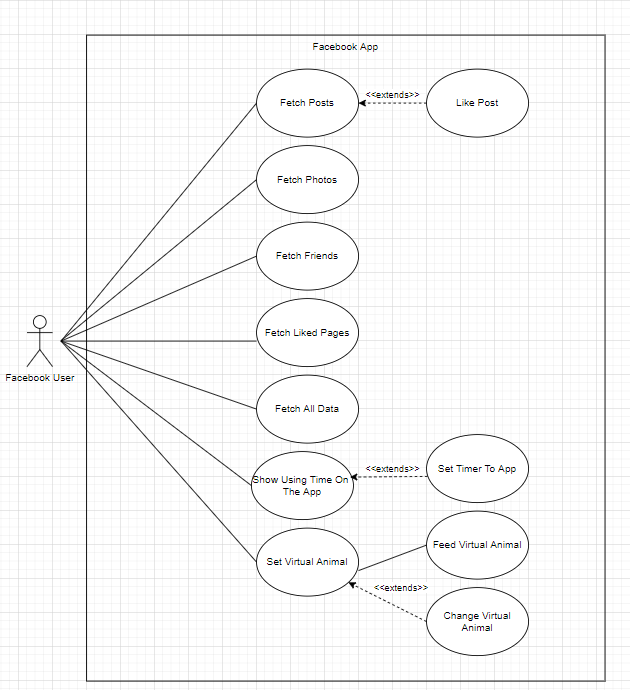 Facebook App
Fetch Posts
<<extends>>
Like Post
Fetch Photos
Fetch Friends
Fetch Liked Pages
Facebook User
Fetch All Data
Show Using Time On
The App
<<extends>>
Set Timer To App
Set Virtual Animal
Feed Virtual Animal
<<extends>>
Change Virtual
Animal